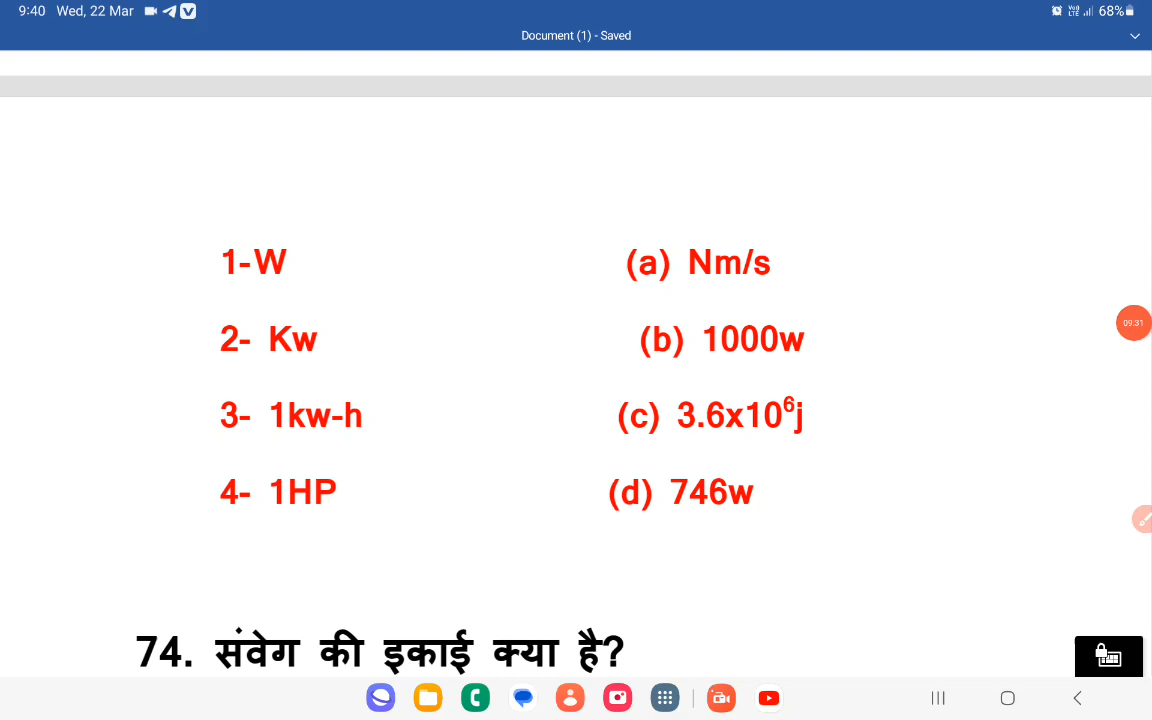 9:40 Wed, 22 Mar 68%
Document (1) - Saved
1-W (a) Nm/s
2- Kw (b) 1000w
09:31
3- 1kw-h (c) 3.6x10⁶j
4- 1HP (d) 746w
74. संवेग की इकाई क्या है?